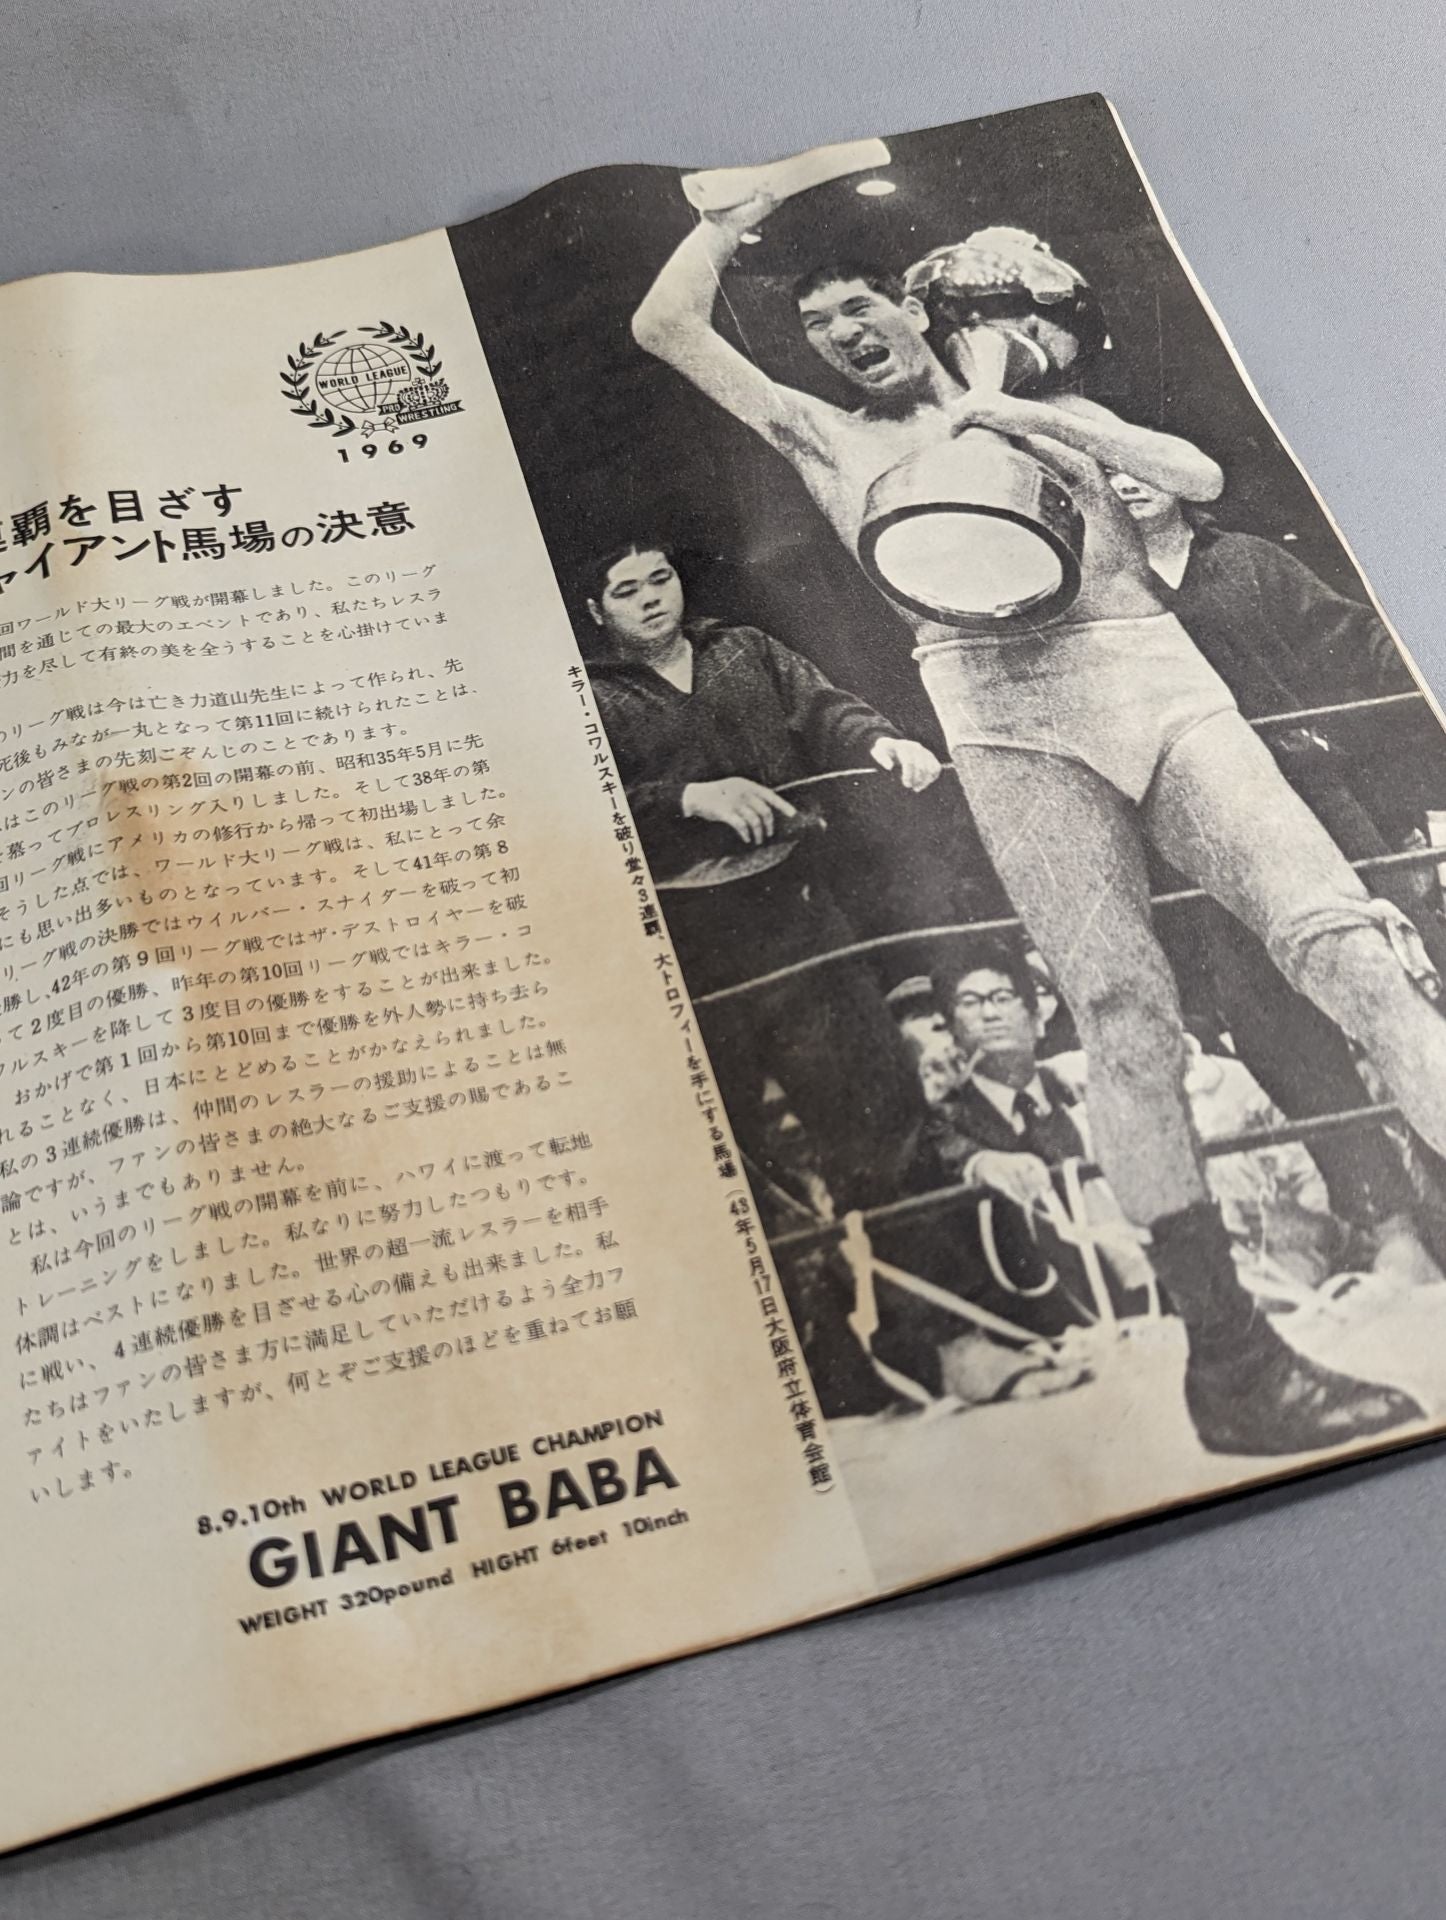 WORLD LEAGUE
PRO
WRESTLING
1969
覇を目ざす
ャイアント馬場の決意
回ワールド大リーグ戦が開幕しました。このリーグ
間を通じての最大のエベントであり、私たちレスラ
力を尽して有終の美を全うすることを心掛けていま
リーグ戦は今は亡き力道山先生によって作られ、先
死後もみなが一丸となって第11回に続けられたことは、
ンの皆さまの先刻ごぞんじのことであります。
はこのリーグ戦の第2回の開幕の前、昭和35年5月に先
慕ってプロレスリング入りしました。そして38年の第
回リーグ戦にアメリカの修行から帰って初出場しました。
そうした点では、ワールド大リーグ戦は、私にとって余
にも思い出多いものとなっています。そして41年の第8
リーグ戦の決勝ではウイルバー・スナイダーを破って初
勝し、42年の第9回リーグ戦ではザ・デストロイヤーを破
て2度目の優勝、昨年の第10回リーグ戦ではキラー・コ
ワルスキーを降して3度目の優勝をすることが出来ました。
おかげで第1回から第10回まで優勝を外人勢に持ち去ら
れることなく、日本にとどめることがかなえられました。
私の3連続優勝は、仲間のレスラーの援助によることは無
論ですが、ファンの皆さまの絶大なるご支援の賜であるこ
とは、いうまでもありません。
私は今回のリーグ戦の開幕を前に、ハワイに渡って転地
トレーニングをしました。私なりに努力したつもりです。
体調はベストになりました。世界の超一流レスラーを相手
に戦い、4連続優勝を目ざせる心の備えも出来ました。私
たちはファンの皆さま方に満足していただけるよう全力フ
ァイトをいたしますが、何とぞご支援のほどを重ねてお願
いします。
8.9.10th WORLD LEAGUE CHAMPION
GIANT BABA
WEIGHT 320pound HIGHT 6feet 10inch
キラー・コワルスキーを破り堂々3連覇、大トロフィーを手にする馬場（43年5月17日大阪府立体育会館）